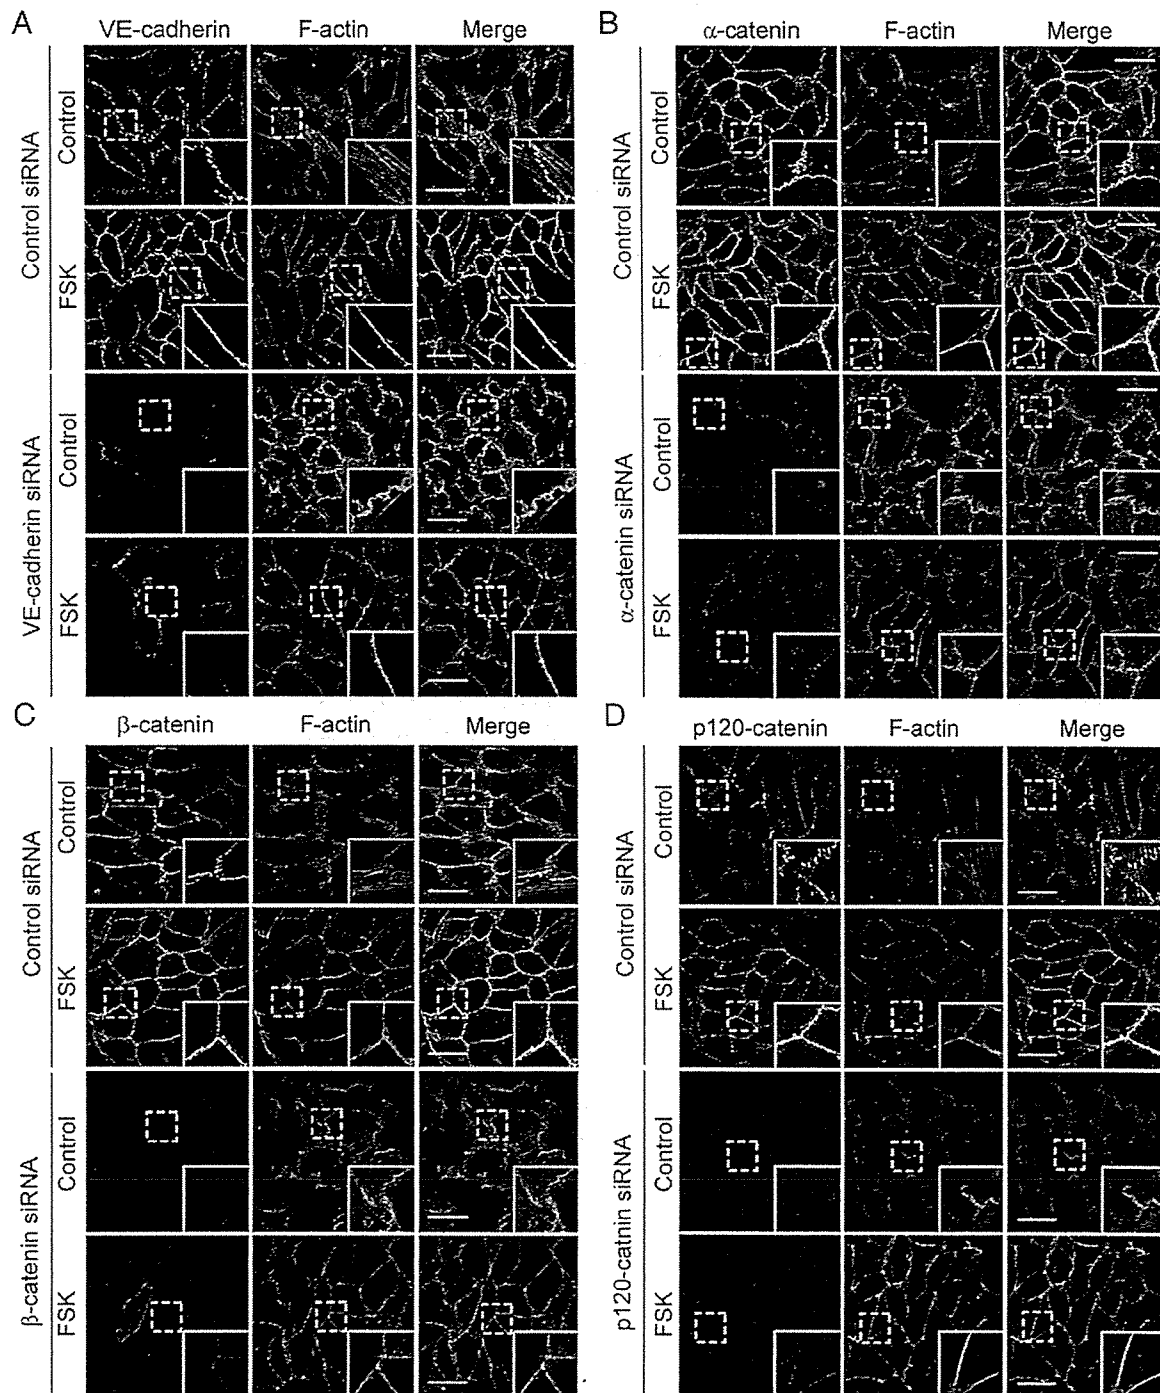 A
VE-cadherin F-actin Merge
Control siRNA
Control
FSK
VE-cadherin siRNA
Control
FSK
B
α-catenin F-actin Merge
Control siRNA
Control
FSK
α-catenin siRNA
Control
FSK
C
β-catenin F-actin Merge
Control siRNA
Control
FSK
β-catenin siRNA
Control
FSK
D
p120-catenin F-actin Merge
Control siRNA
Control
FSK
p120-catnin siRNA
Control
FSK